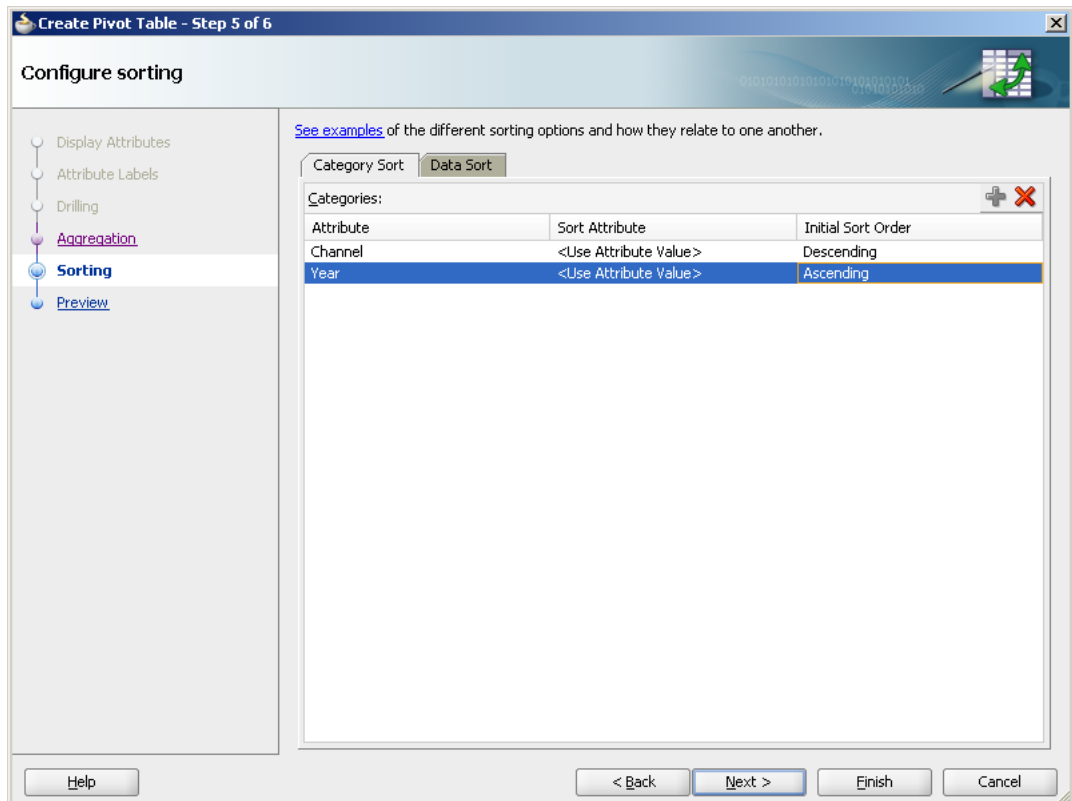 Create Pivot Table - Step 5 of 6
Configure sorting
Display Attributes
Attribute Labels
Drilling
Aggregation
Sorting
Preview
See examples of the different sorting options and how they relate to one another.
Category Sort Data Sort
Categories:
Attribute Sort Attribute Initial Sort Order
Channel <Use Attribute Value> Descending
Year <Use Attribute Value> Ascending
Help < Back Next > Finish Cancel